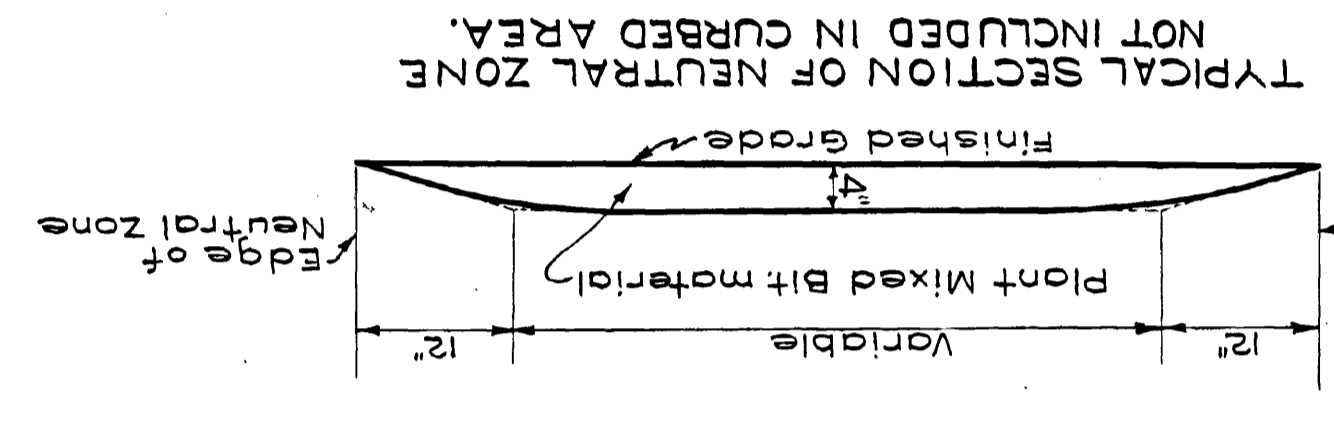 12" Variable 12"
Plant Mixed Bit. material
Edge of
Neutral Zone
4"
Finished Grade
TYPICAL SECTION OF NEUTRAL ZONE
NOT INCLUDED IN CURBED AREA.